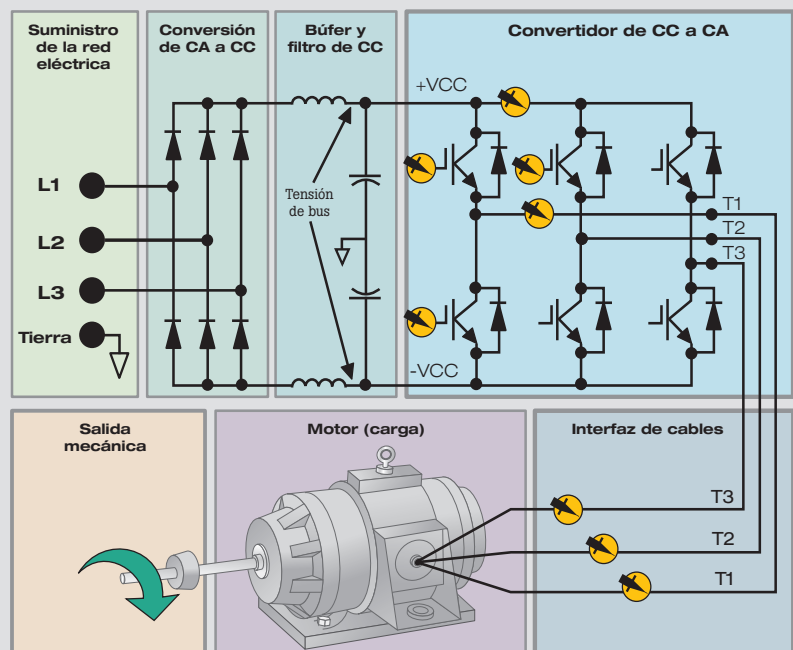 Suministro
de la red
eléctrica
Conversión
de CA a CC
Búfer y
filtro de CC
Convertidor de CC a CA
+VCC
L1
L2
L3
Tierra
Tensión
de bus
T1
T2
T3
-VCC
Salida
mecánica
Motor (carga)
Interfaz de cables
T3
T2
T1